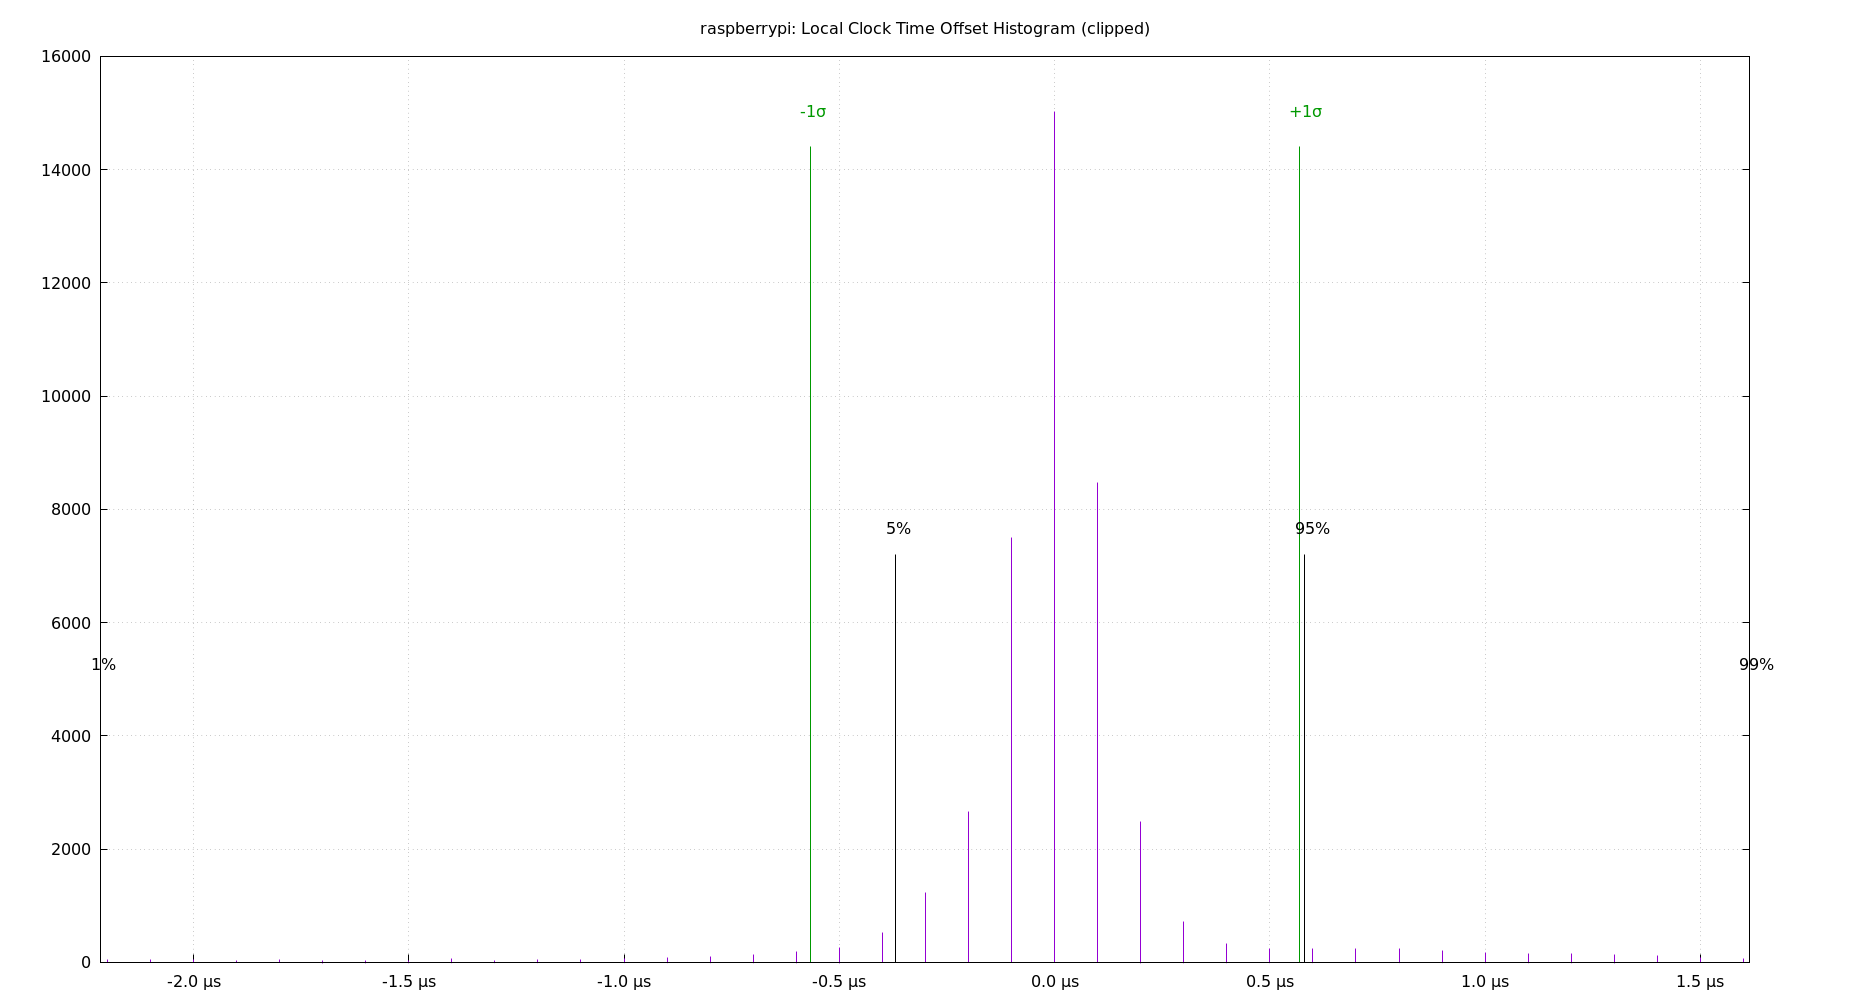 raspberrypi: Local Clock Time Offset Histogram (clipped)
16000
-1σ
+1σ
14000
12000
10000
8000
5%
95%
6000
1%
99%
4000
2000
0
-2.0 µs
-1.5 µs
-1.0 µs
-0.5 µs
0.0 µs
0.5 µs
1.0 µs
1.5 µs